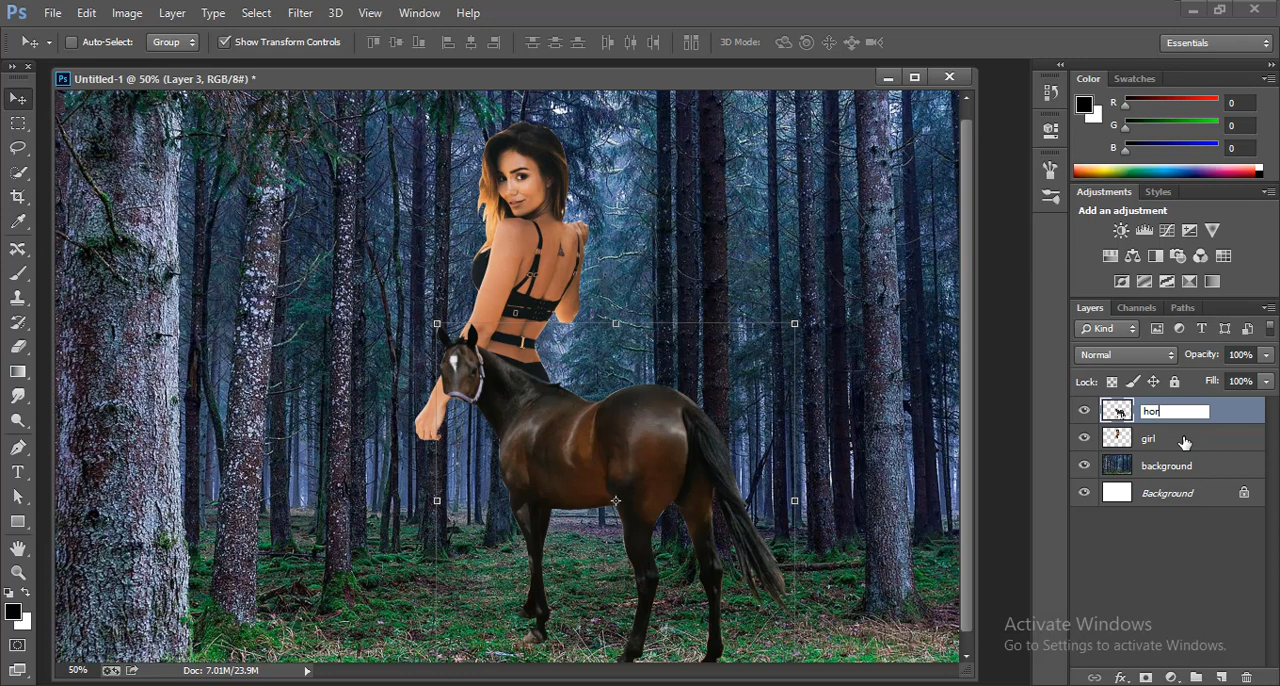 Ps File Edit Image Layer Type Select Filter 3D View Window Help
Auto-Select: Group Show Transform Controls 3D Mode: Essentials
Ps Untitled-1 @ 50% (Layer 3, RGB/8#) *
Color Swatches
R 0
G 0
B 0
Adjustments Styles
Add an adjustment
Layers Channels Paths
Kind
Normal Opacity: 100%
Lock: Fill: 100%
hor
girl
background
Background
Activate Windows
Go to Settings to activate Windows.
50% Doc: 7.01M/23.9M